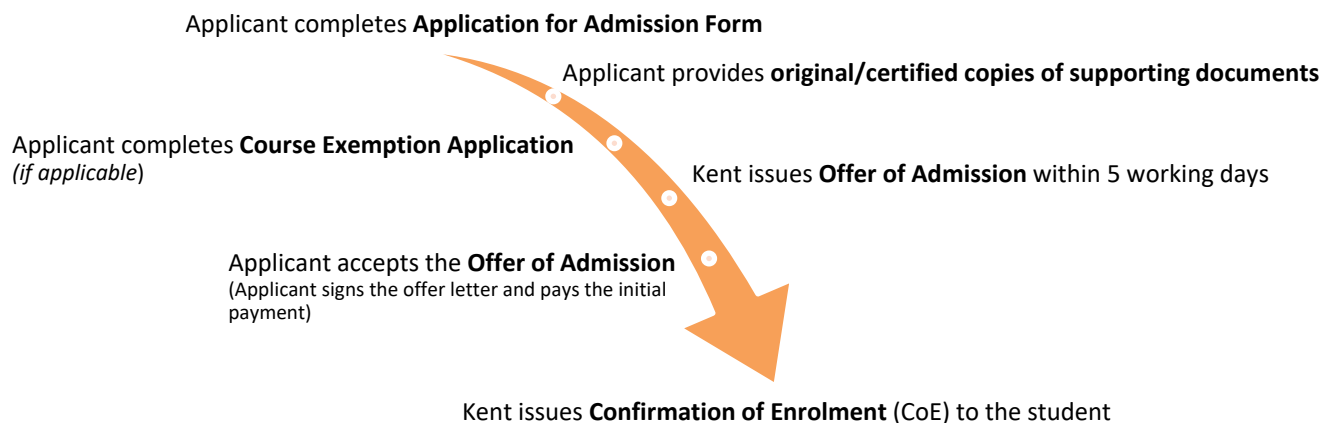 Applicant completes Application for Admission Form
Applicant provides original/certified copies of supporting documents
Applicant completes Course Exemption Application
(if applicable)
Kent issues Offer of Admission within 5 working days
Applicant accepts the Offer of Admission
(Applicant signs the offer letter and pays the initial
payment)
Kent issues Confirmation of Enrolment (CoE) to the student